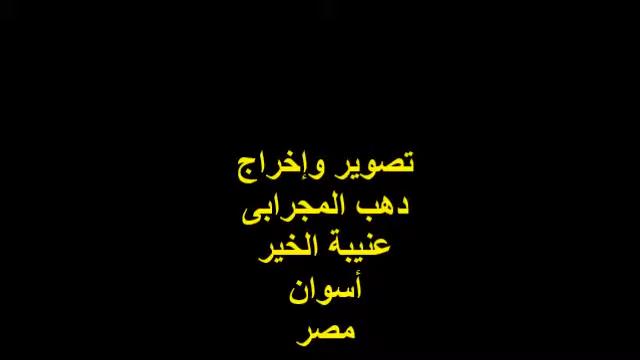 تصوير وإخراج
دهب المجرابى
عنيبة الخير
أسوان
مصر